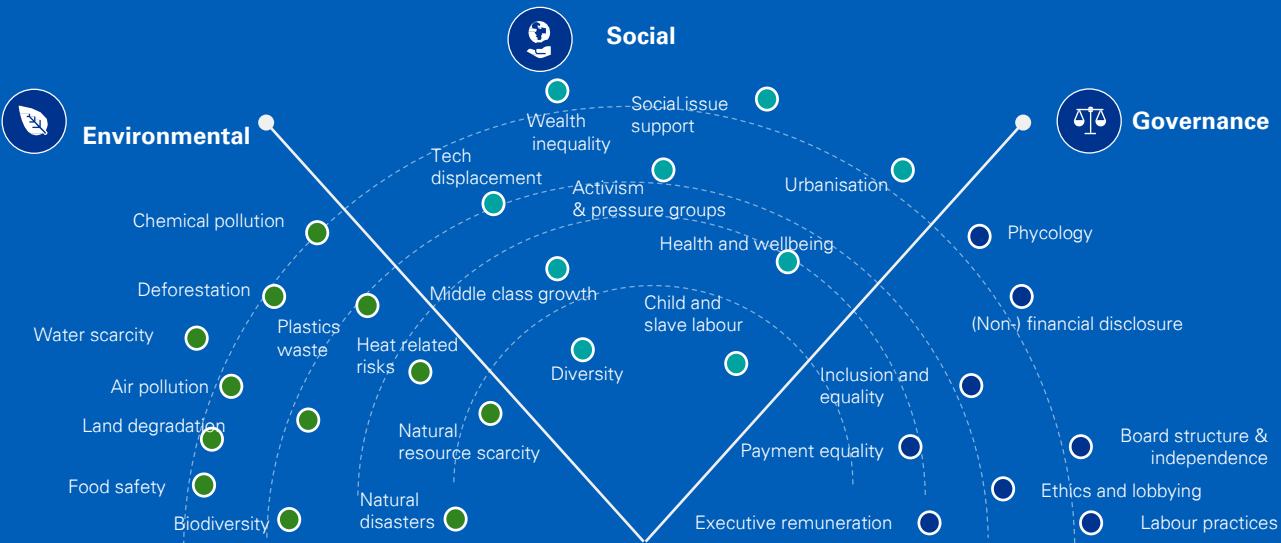 Social
Environmental
Governance
Wealth
inequality
Social issue
support
Tech
displacement
Activism
& pressure groups
Urbanisation
Chemical pollution
Health and wellbeing
Phycology
Deforestation
Middle class growth
Child and
slave labour
(Non-) financial disclosure
Water scarcity
Plastics
waste
Heat related
risks
Air pollution
Diversity
Inclusion and
equality
Land degradation
Natural
resource scarcity
Payment equality
Board structure &
independence
Food safety
Ethics and lobbying
Biodiversity
Natural
disasters
Executive remuneration
Labour practices